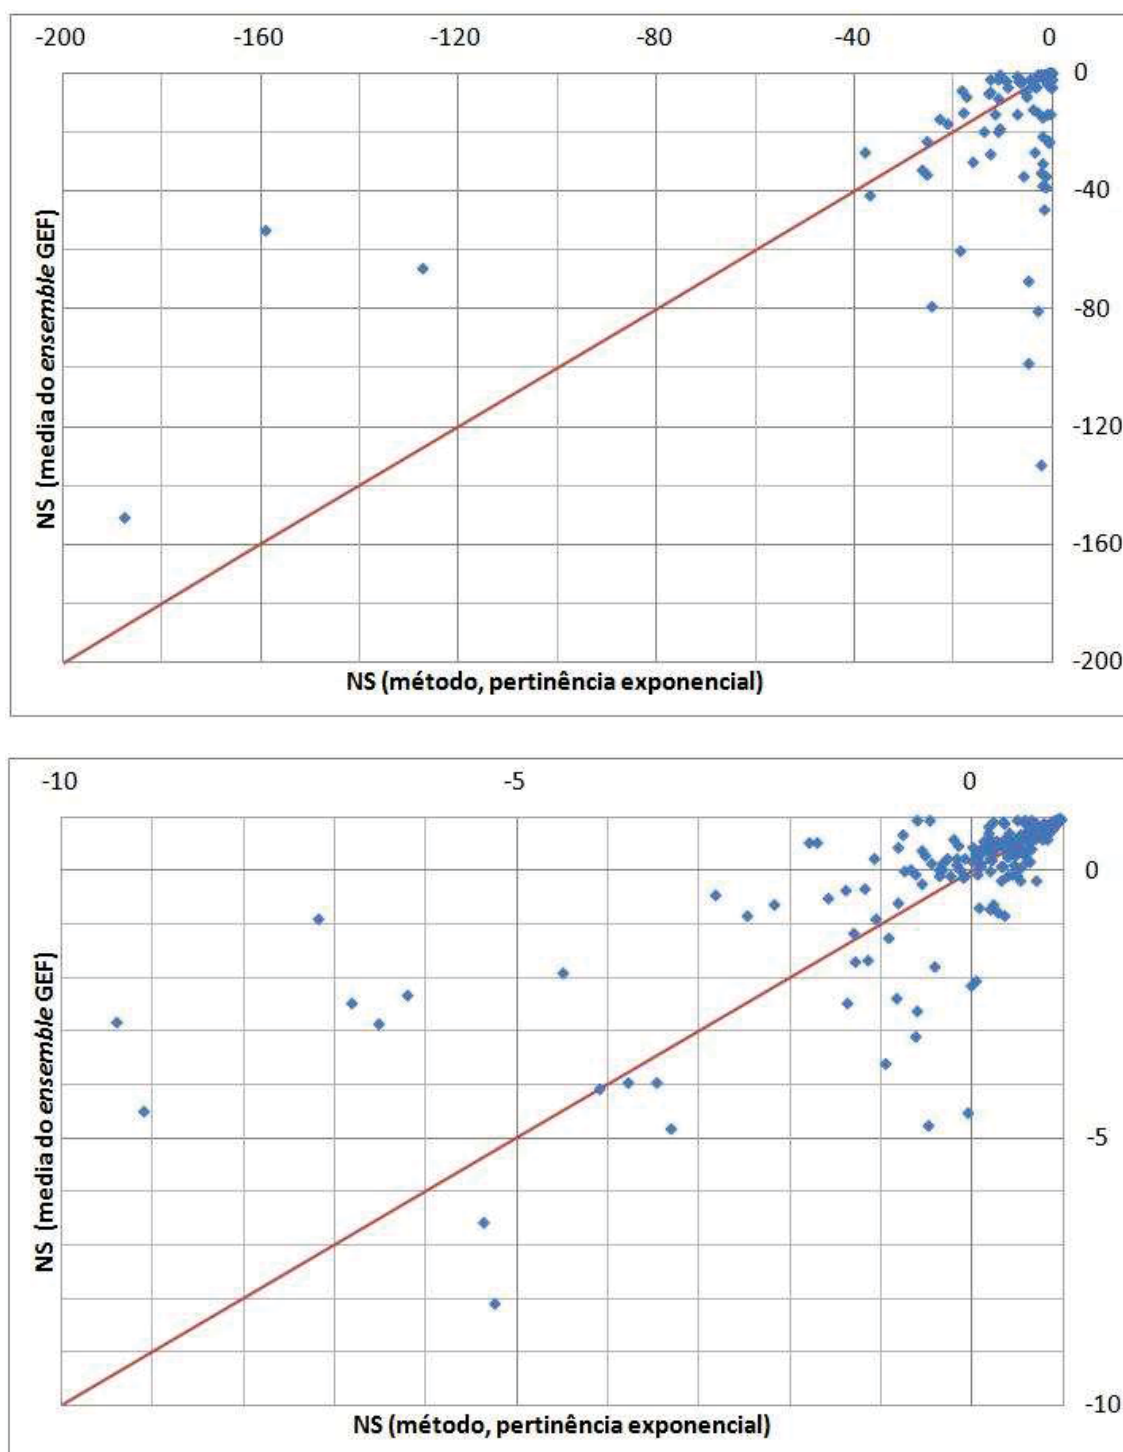 -200 -160 -120 -80 -40 0
0
-40
-80
-120
-160
-200
NS (media do ensemble GEF)
NS (método, pertinência exponencial)
-10 -5 0
0
-5
-10
NS (media do ensemble GEF)
NS (método, pertinência exponencial)